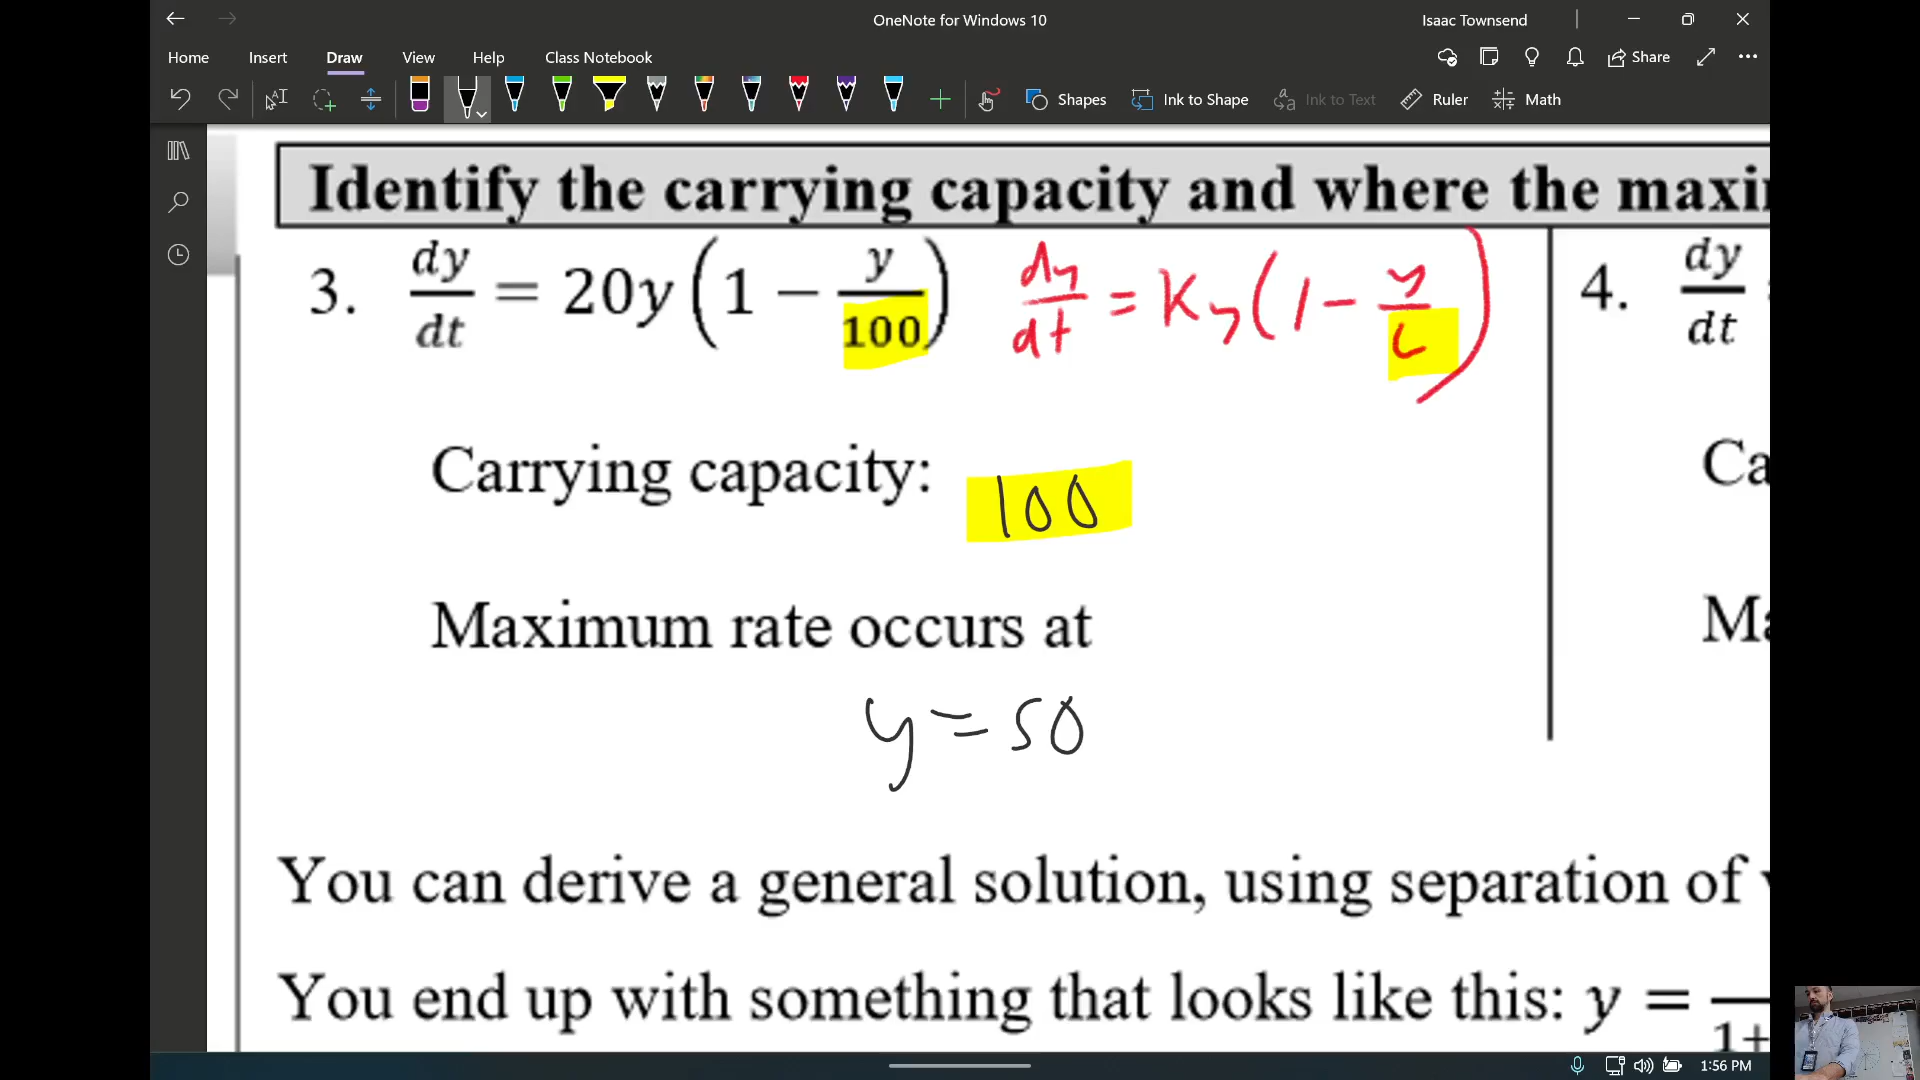 OneNote for Windows 10
Isaac Townsend
Home Insert Draw View Help Class Notebook
Share
Shapes Ink to Shape Ink to Text Ruler Math
Identify the carrying capacity and where the maxi
3. dy/dt = 20y(1 − y/100) dy/dt = Ky(1 − y/L)
4. dy/dt
Carrying capacity: 100
Ca
Maximum rate occurs at
Ma
y = 50
You can derive a general solution, using separation of
You end up with something that looks like this: y =
1+
1:56 PM